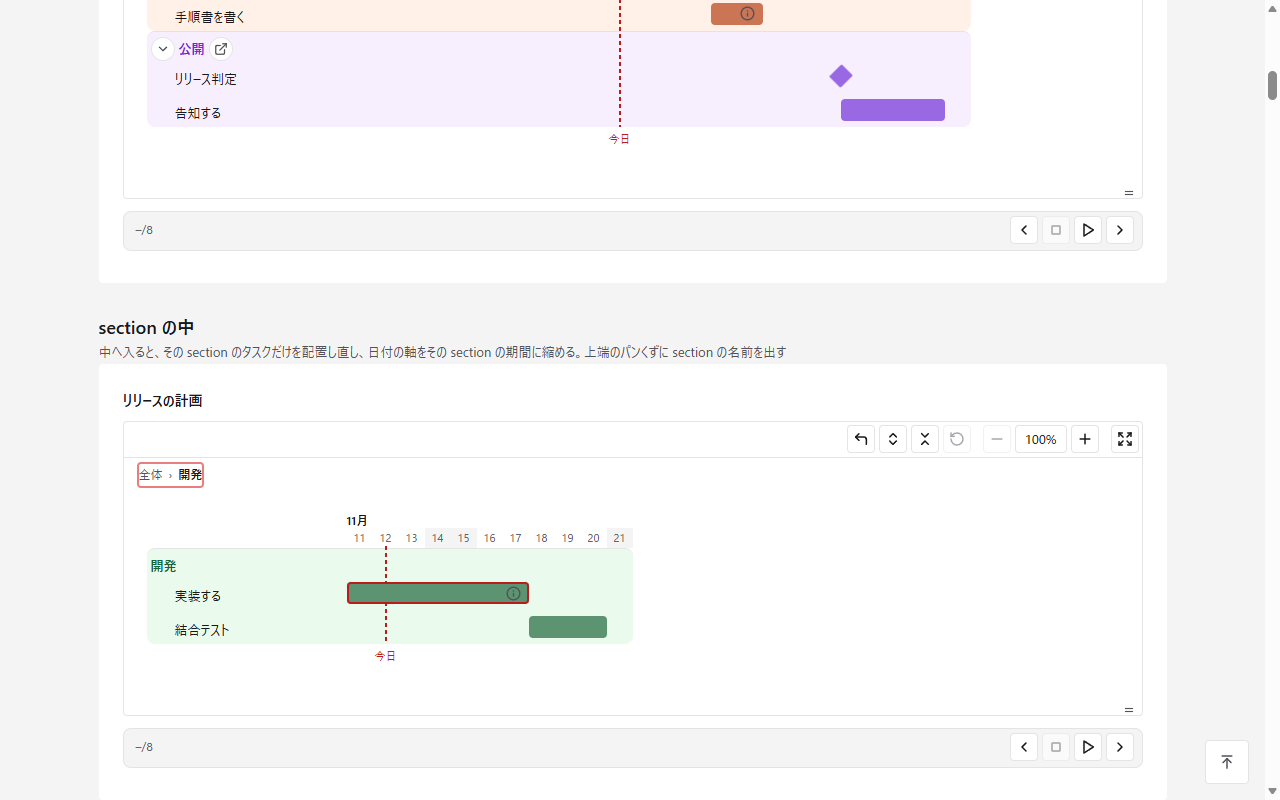 手順書を書く
公開
リリース判定
告知する
今日
–/8
section の中
中へ入ると、その section のタスクだけを配置し直し、日付の軸をその section の期間に縮める。上端のパンくずに section の名前を出す
リリースの計画
100%
全体 › 開発
11月
11 12 13 14 15 16 17 18 19 20 21
開発
実装する
結合テスト
今日
–/8